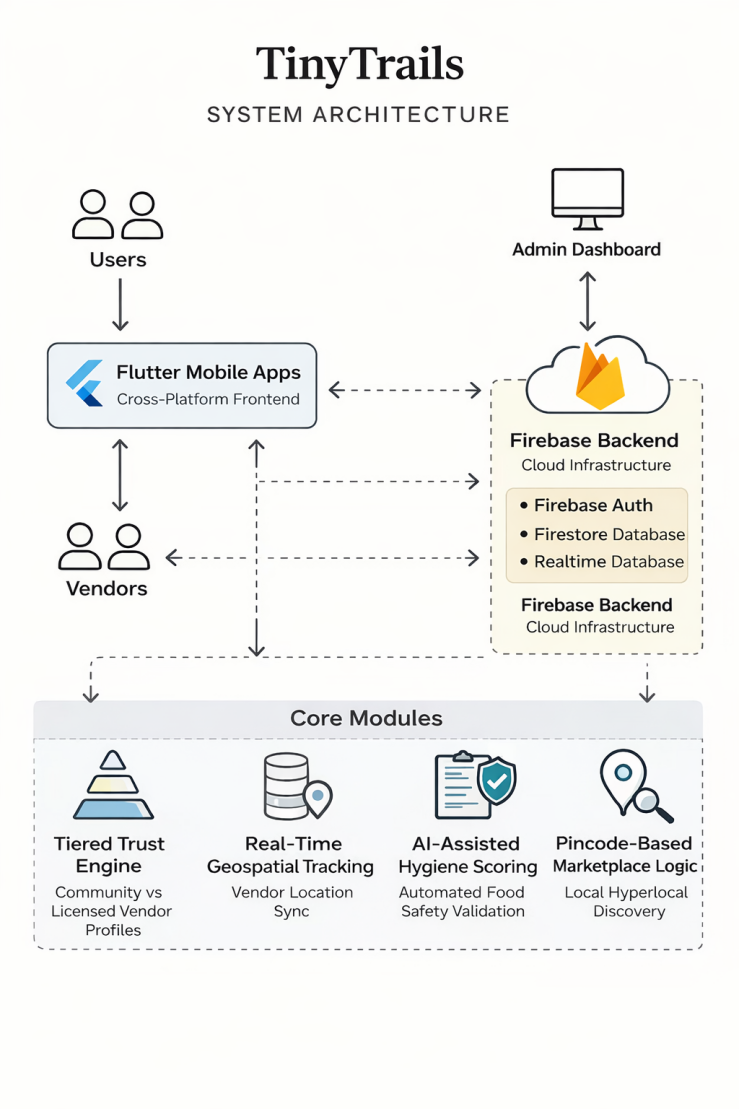 TinyTrails
SYSTEM ARCHITECTURE
Users
Admin Dashboard
Flutter Mobile Apps
Cross-Platform Frontend
Firebase Backend
Cloud Infrastructure
• Firebase Auth
• Firestore Database
• Realtime Database
Firebase Backend
Cloud Infrastructure
Vendors
Core Modules
Tiered Trust
Engine
Community vs
Licensed Vendor
Profiles
Real-Time
Geospatial Tracking
Vendor Location
Sync
AI-Assisted
Hygiene Scoring
Automated Food
Safety Validation
Pincode-Based
Marketplace Logic
Local Hyperlocal
Discovery